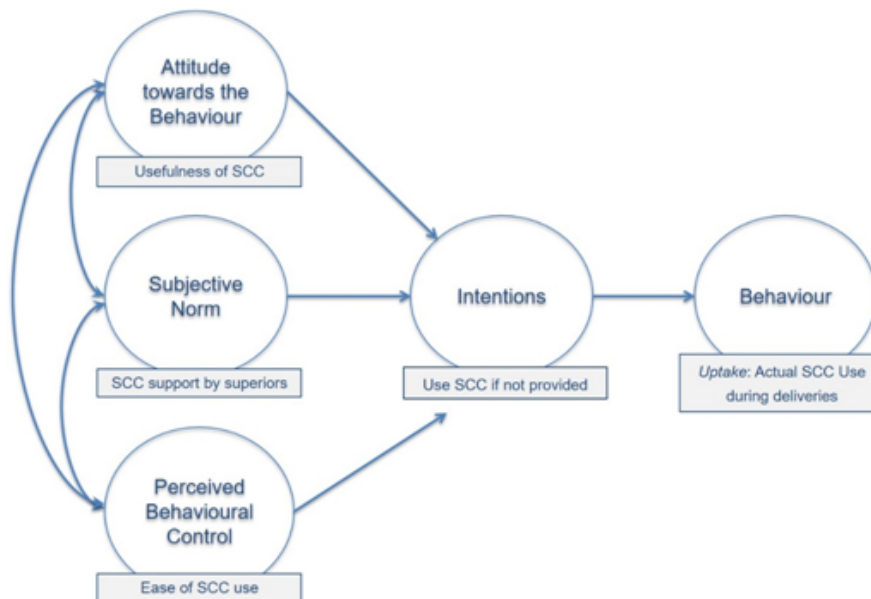 Attitude
towards the
Behaviour
Usefulness of SCC
Subjective
Norm
SCC support by superiors
Perceived
Behavioural
Control
Ease of SCC use
Intentions
Use SCC if not provided
Behaviour
Uptake: Actual SCC Use
during deliveries